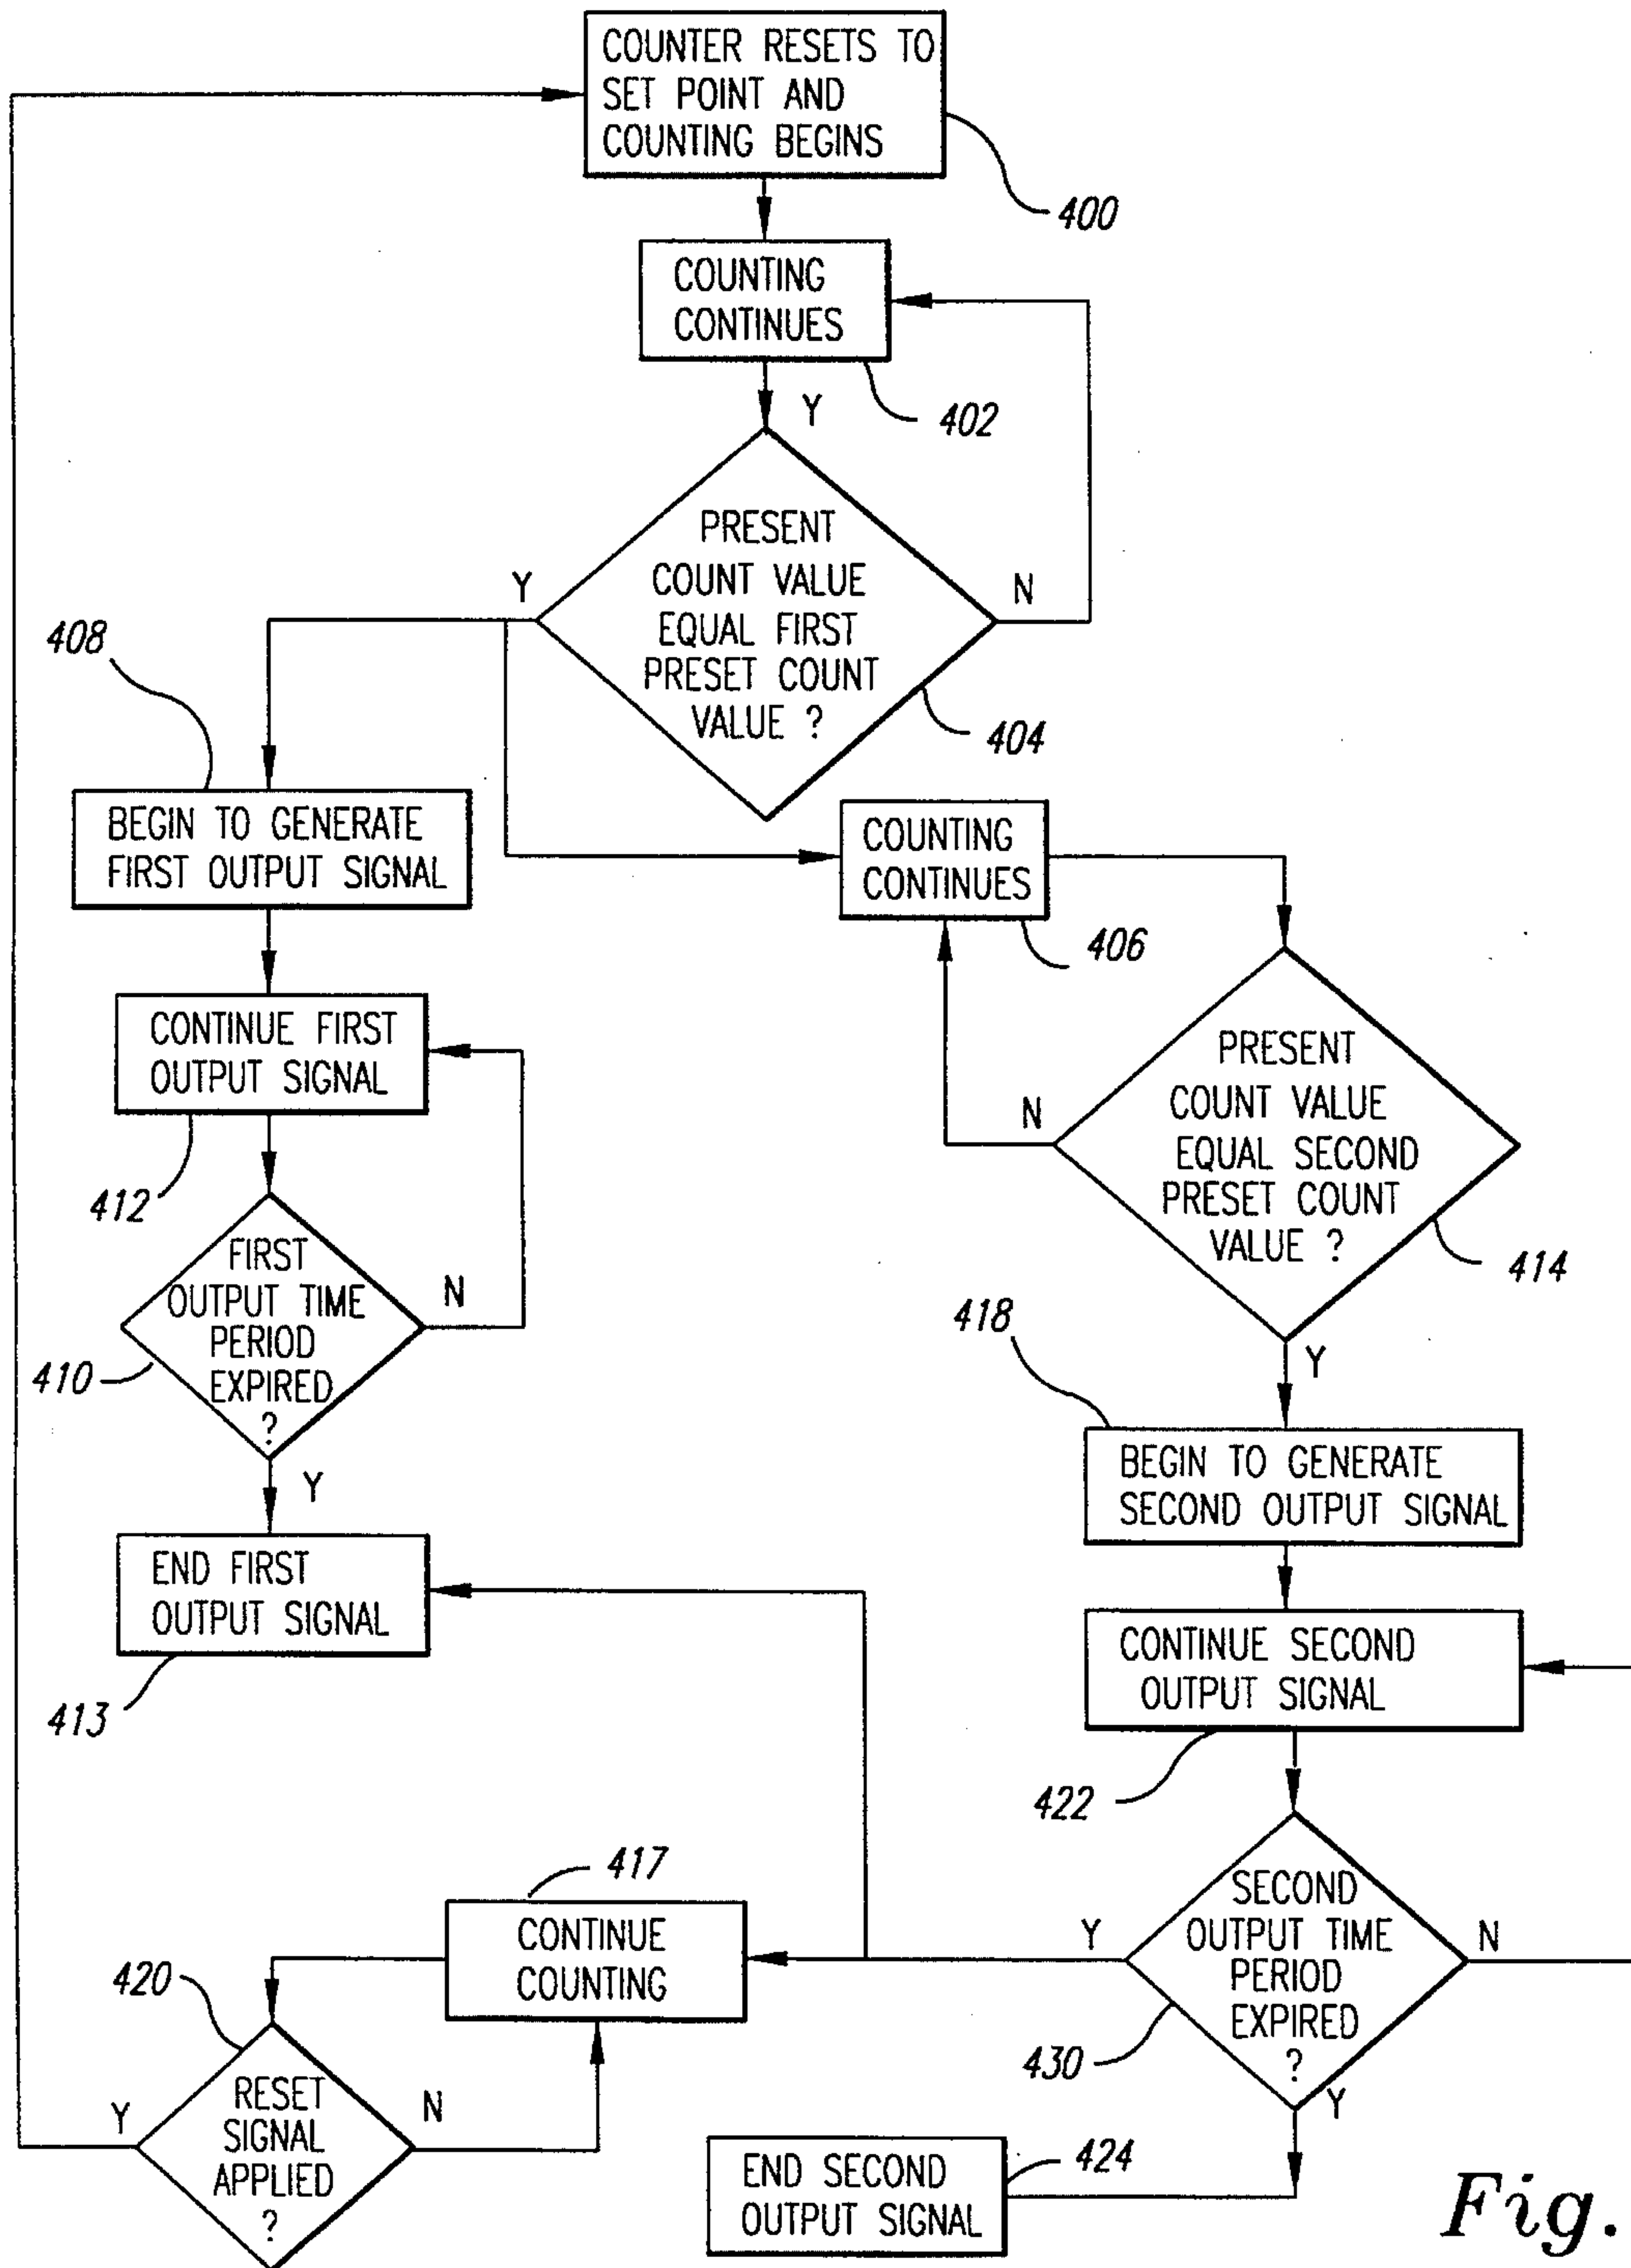 COUNTER RESETS TO
SET POINT AND
COUNTING BEGINS
400
COUNTING
CONTINUES
402
Y
PRESENT
COUNT VALUE
EQUAL FIRST
PRESET COUNT
VALUE ?
Y
N
404
408
BEGIN TO GENERATE
FIRST OUTPUT SIGNAL
COUNTING
CONTINUES
406
CONTINUE FIRST
OUTPUT SIGNAL
412
PRESENT
COUNT VALUE
EQUAL SECOND
PRESET COUNT
VALUE ?
N
414
Y
FIRST
OUTPUT TIME
PERIOD
EXPIRED
?
N
410
Y
418
BEGIN TO GENERATE
SECOND OUTPUT SIGNAL
END FIRST
OUTPUT SIGNAL
413
CONTINUE SECOND
OUTPUT SIGNAL
422
417
CONTINUE
COUNTING
SECOND
OUTPUT TIME
PERIOD
EXPIRED
?
Y
N
430
Y
420
RESET
SIGNAL
APPLIED
?
Y
N
END SECOND
OUTPUT SIGNAL
424
Fig.